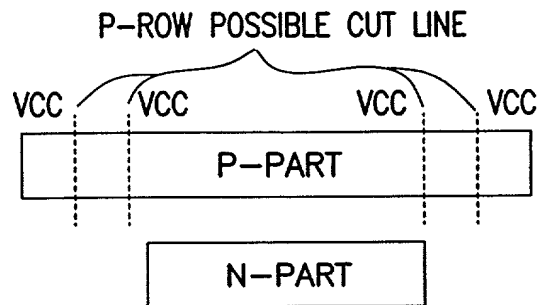 P-ROW POSSIBLE CUT LINE
VCC VCC VCC VCC
P-PART
N-PART